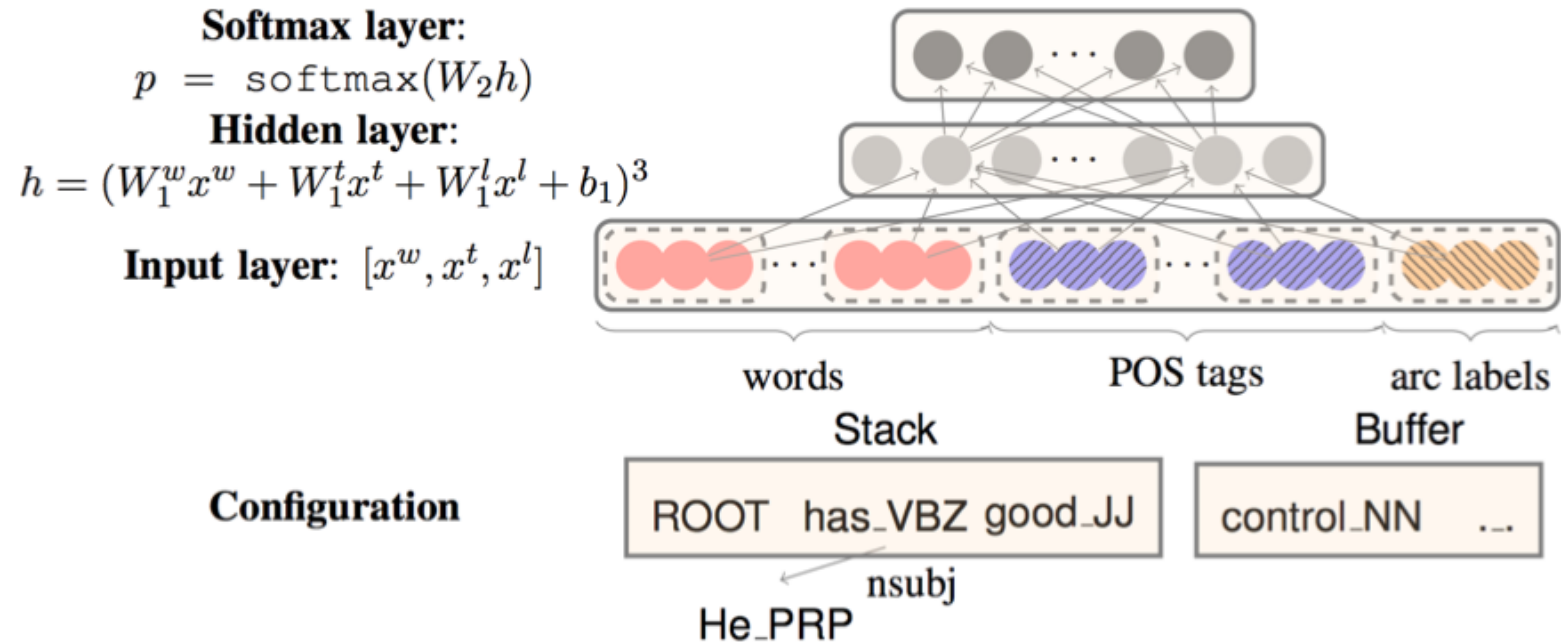 Softmax layer:
p = softmax(W₂h)
Hidden layer:
h = (W₁ʷxʷ + W₁ᵗxᵗ + W₁ˡxˡ + b₁)³
Input layer: [xʷ, xᵗ, xˡ]
···
···
···
···
words POS tags arc labels
Stack Buffer
Configuration ROOT has_VBZ good_JJ control_NN ._.
nsubj
He_PRP